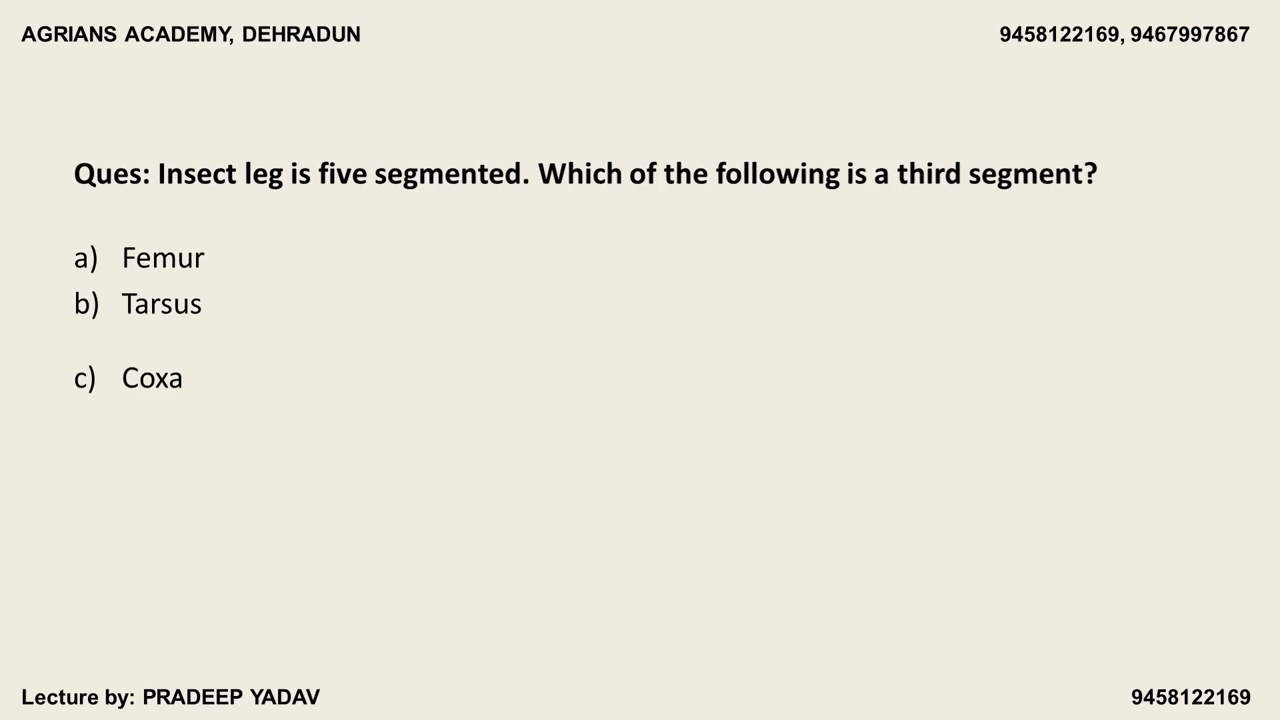 AGRIANS ACADEMY, DEHRADUN
9458122169, 9467997867
Ques: Insect leg is five segmented. Which of the following is a third segment?
a) Femur
b) Tarsus
c) Coxa
Lecture by: PRADEEP YADAV
9458122169